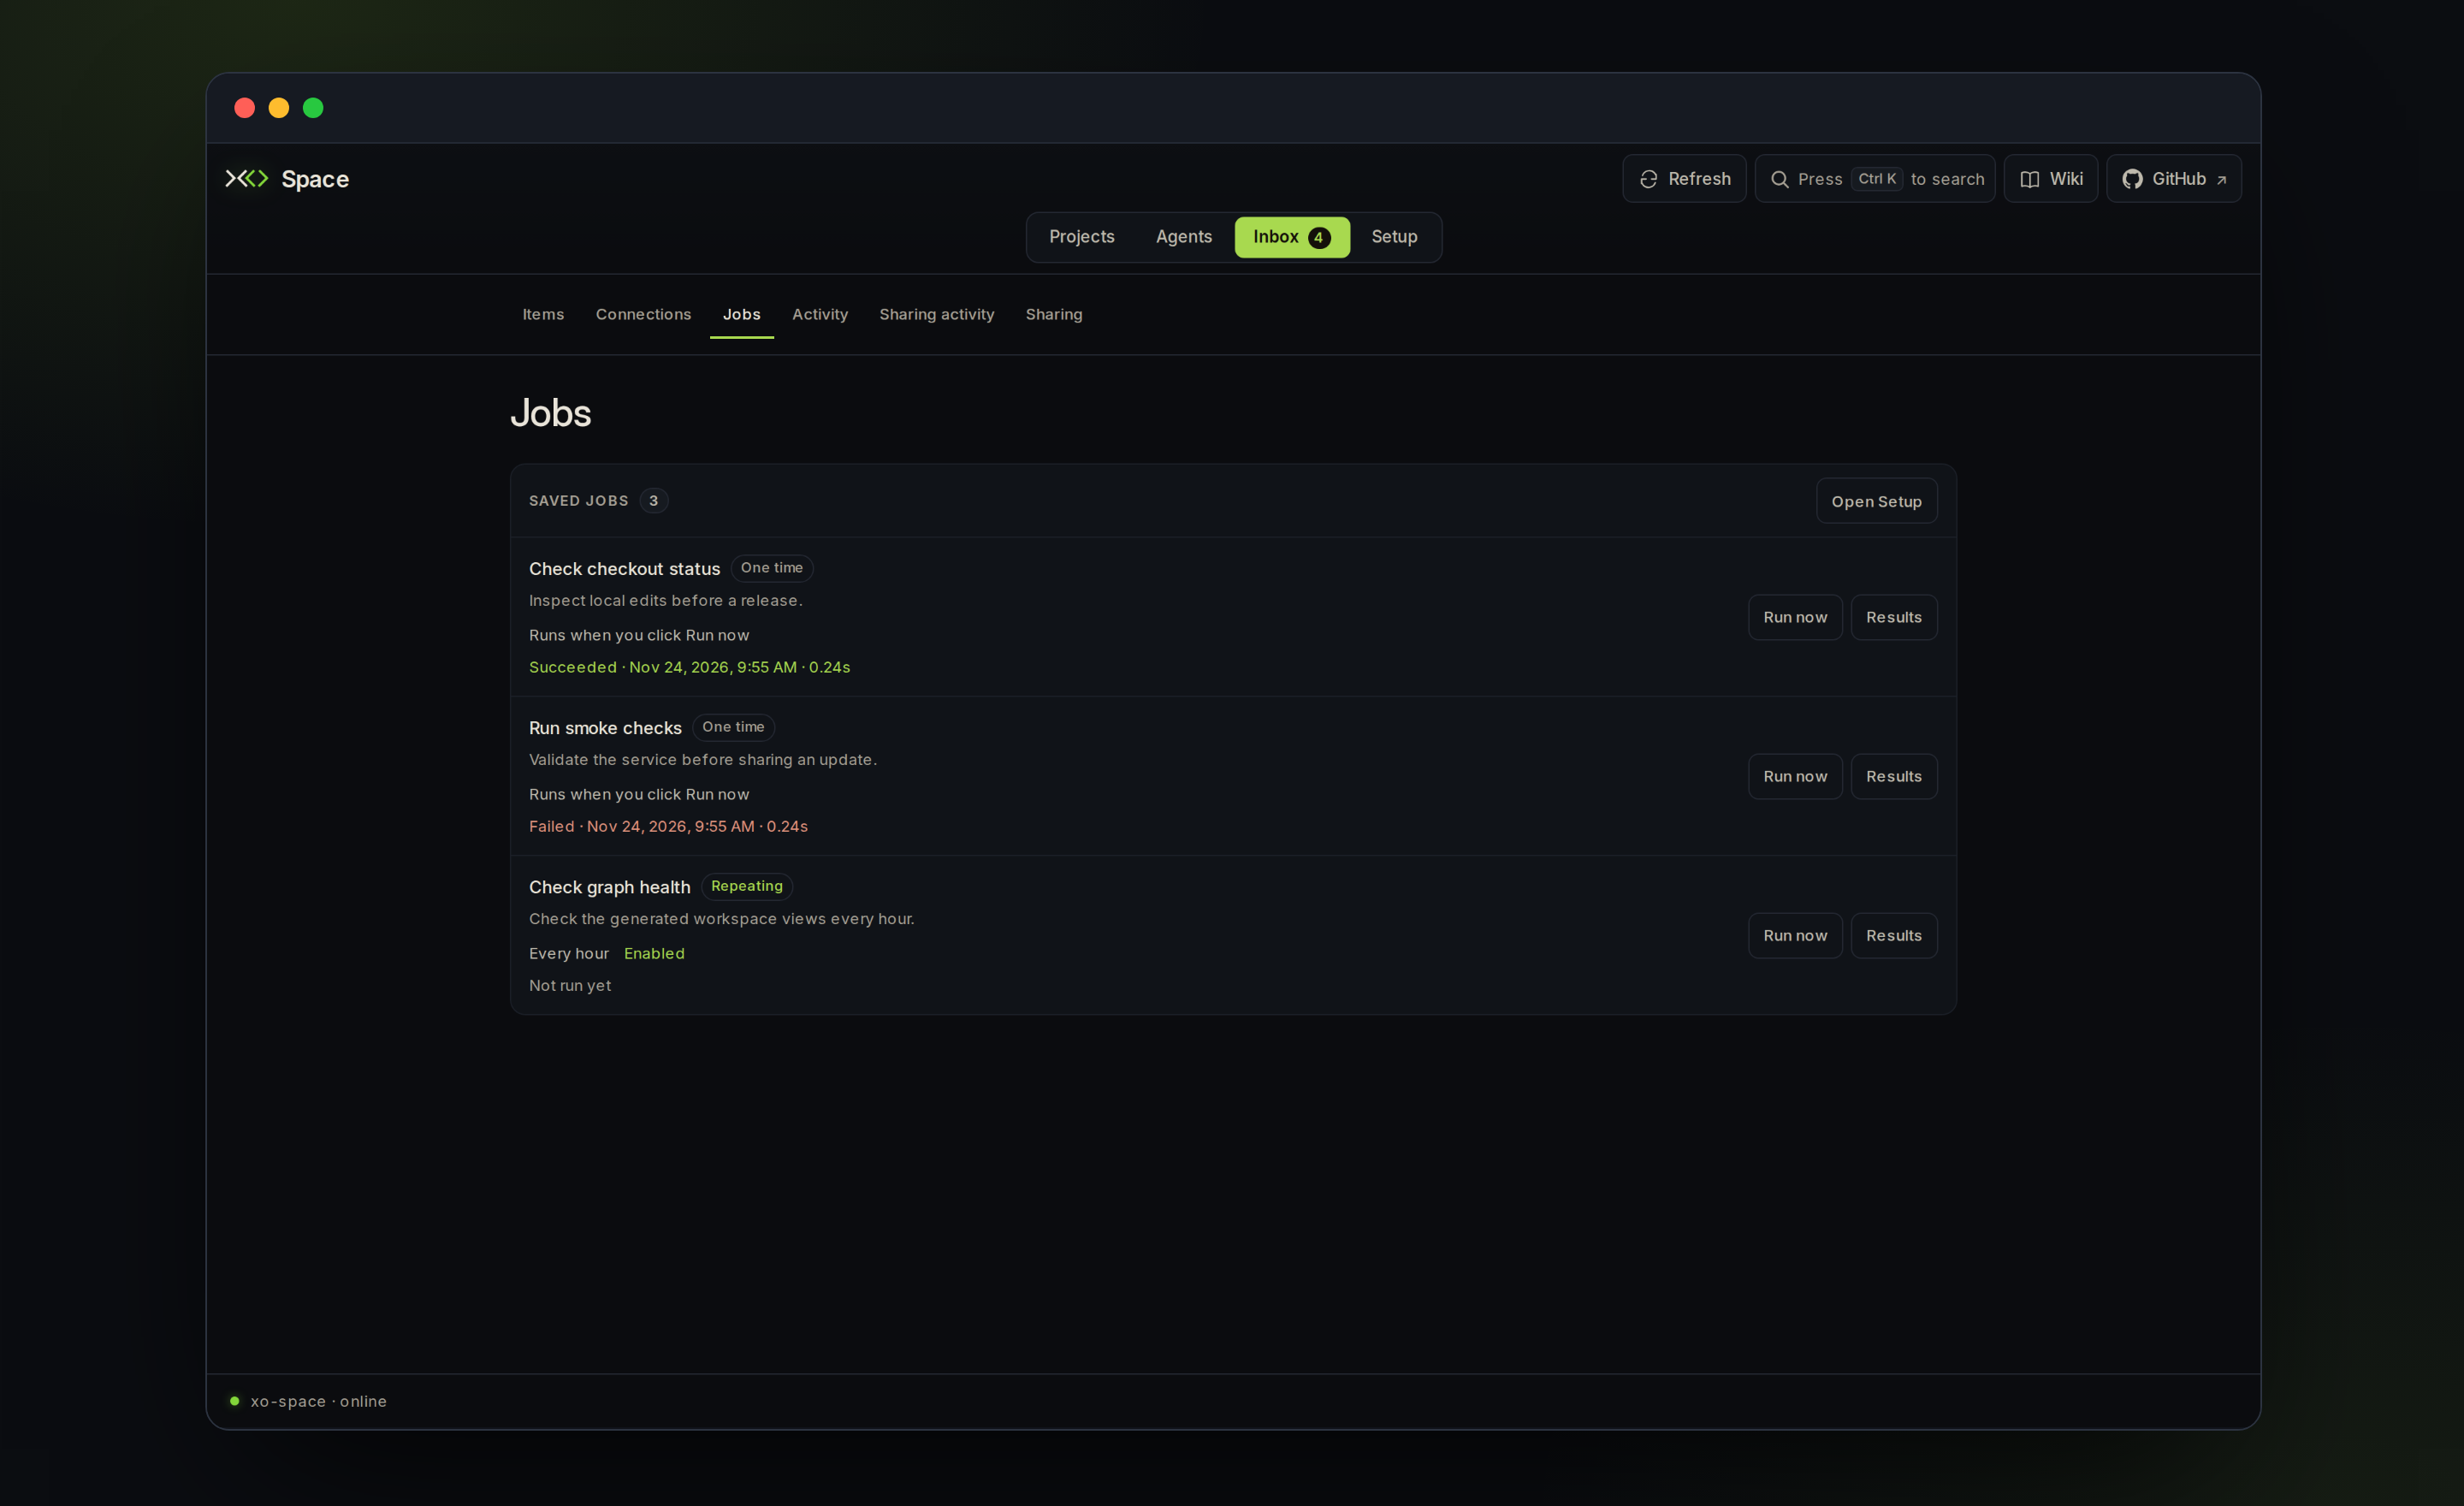 Space
Refresh
Press Ctrl K to search
Wiki
GitHub
Projects
Agents
Inbox 4
Setup
Items
Connections
Jobs
Activity
Sharing activity
Sharing
Jobs
SAVED JOBS 3
Open Setup
Check checkout status One time
Inspect local edits before a release.
Runs when you click Run now
Succeeded · Nov 24, 2026, 9:55 AM · 0.24s
Run now
Results
Run smoke checks One time
Validate the service before sharing an update.
Runs when you click Run now
Failed · Nov 24, 2026, 9:55 AM · 0.24s
Run now
Results
Check graph health Repeating
Check the generated workspace views every hour.
Every hour Enabled
Not run yet
Run now
Results
xo-space · online